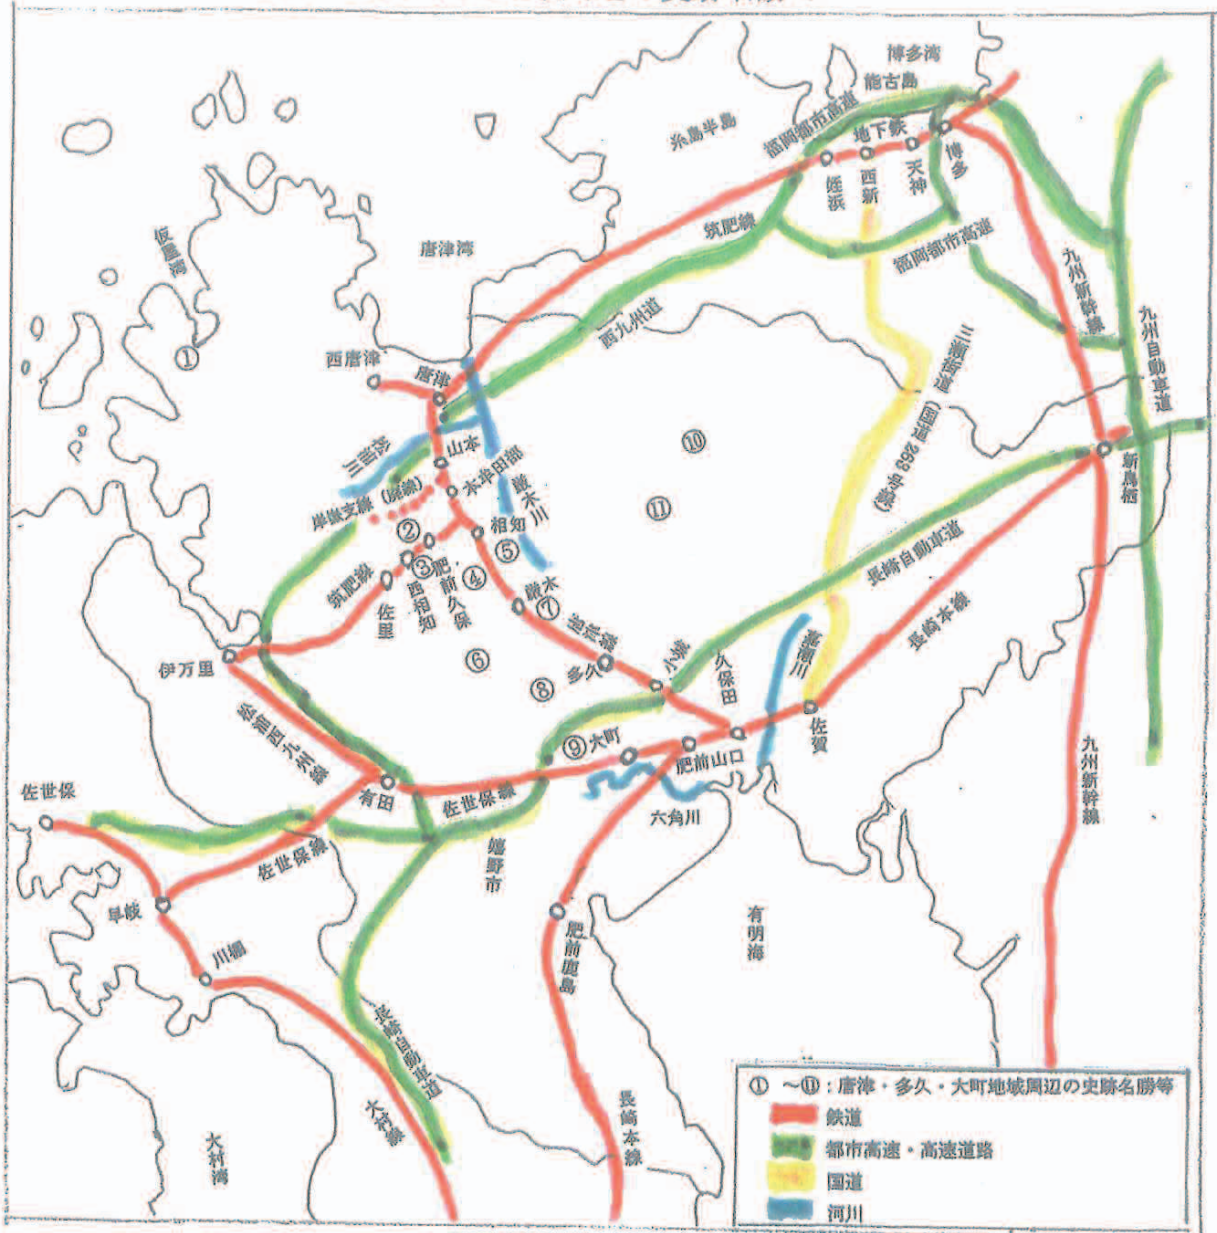 博多湾
能古島
糸島半島
福岡都市高速
地下鉄
姪浜
西新
天神
博多
仮屋湾
唐津湾
筑肥線
福岡都市高速
九州新幹線
九州自動車道
西九州道
①
西唐津
唐津
三瀬峠 (国道263号線)
⑩
山本
本牟田部
厳木川
岸嶽支線 (廃線)
新鳥栖
⑪
②
相知
⑤
③
④
長崎自動車道
筑肥線
佐里
西相知
肥前久保
厳木
⑦
唐津線
長崎本線
伊万里
⑥
多久
小城
久保田
嘉瀬川
⑧
佐賀
松浦西九州線
⑨
大町
肥前山口
九州新幹線
佐世保
有田
佐世保線
六角川
佐世保線
嬉野市
早岐
肥前鹿島
有明海
川棚
長崎自動車道
大村線
長崎本線
大村湾
① ~⑪:唐津・多久・大町地域周辺の史跡名勝等
鉄道
都市高速・高速道路
国道
河川